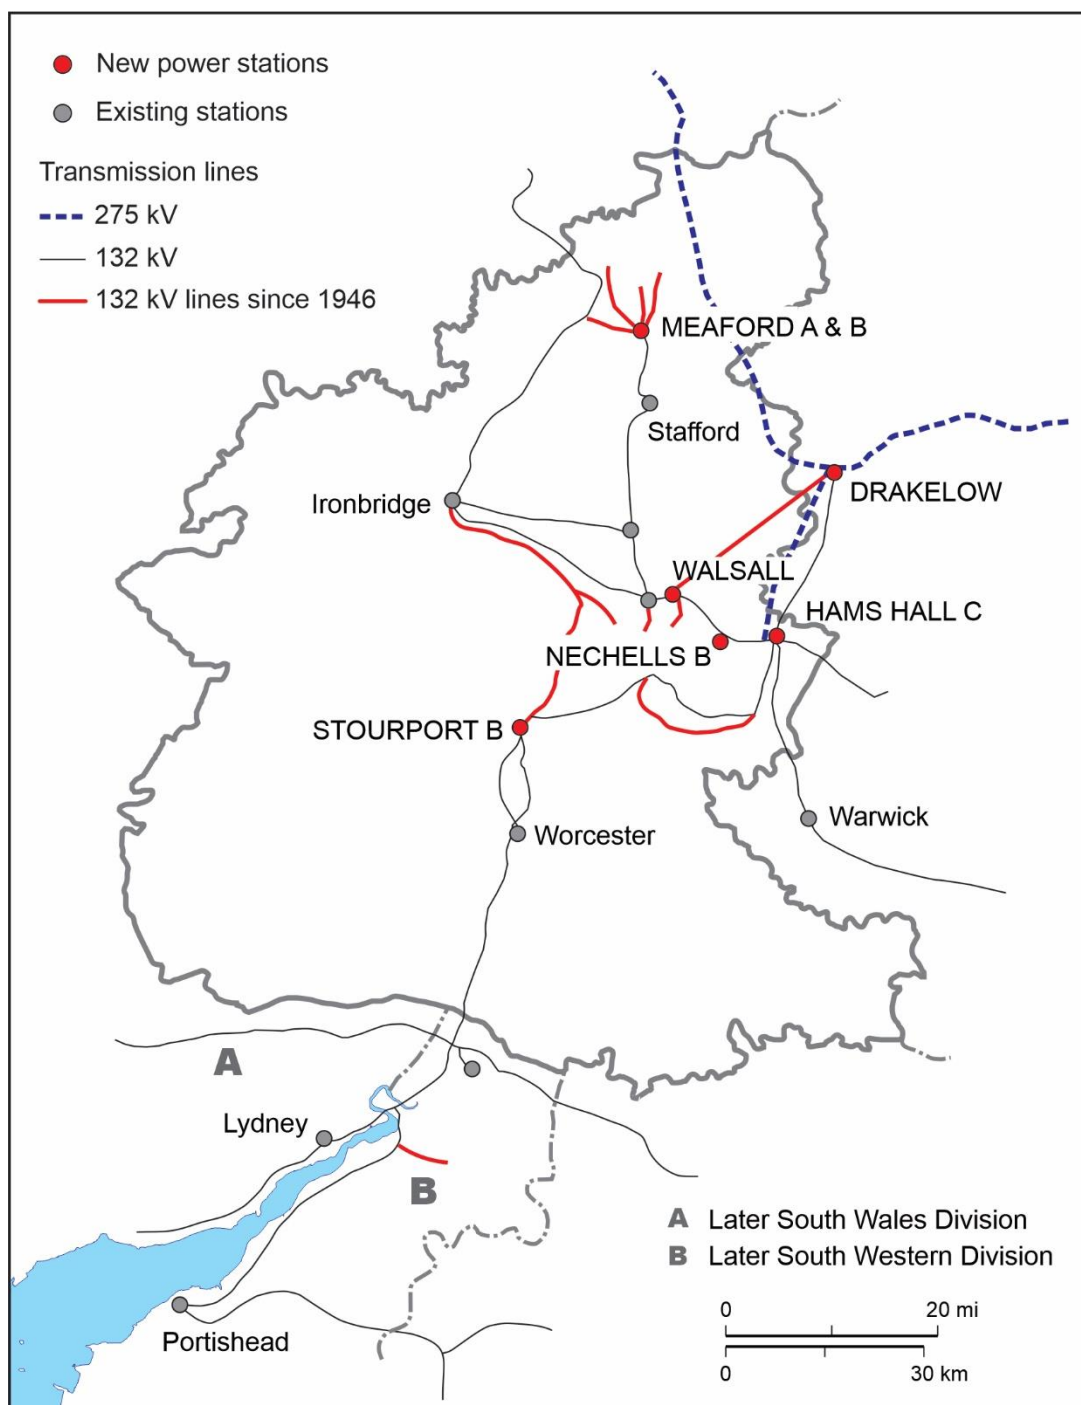 New power stations
Existing stations
Transmission lines
275 kV
132 kV
132 kV lines since 1946
MEAFORD A & B
Stafford
Ironbridge
DRAKELOW
WALSALL
HAMS HALL C
NECHELLS B
STOURPORT B
Warwick
Worcester
A
Lydney
B
A Later South Wales Division
B Later South Western Division
0 20 mi
Portishead
0 30 km